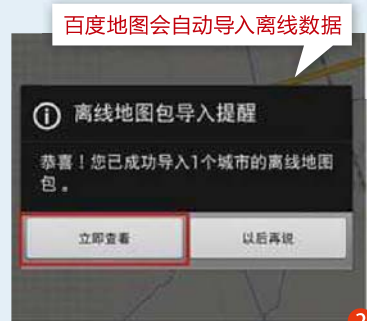 百度地图会自动导入离线数据
离线地图包导入提醒
恭喜！您已成功导入1个城市的离线地图
包。
立即查看
以后再说
2